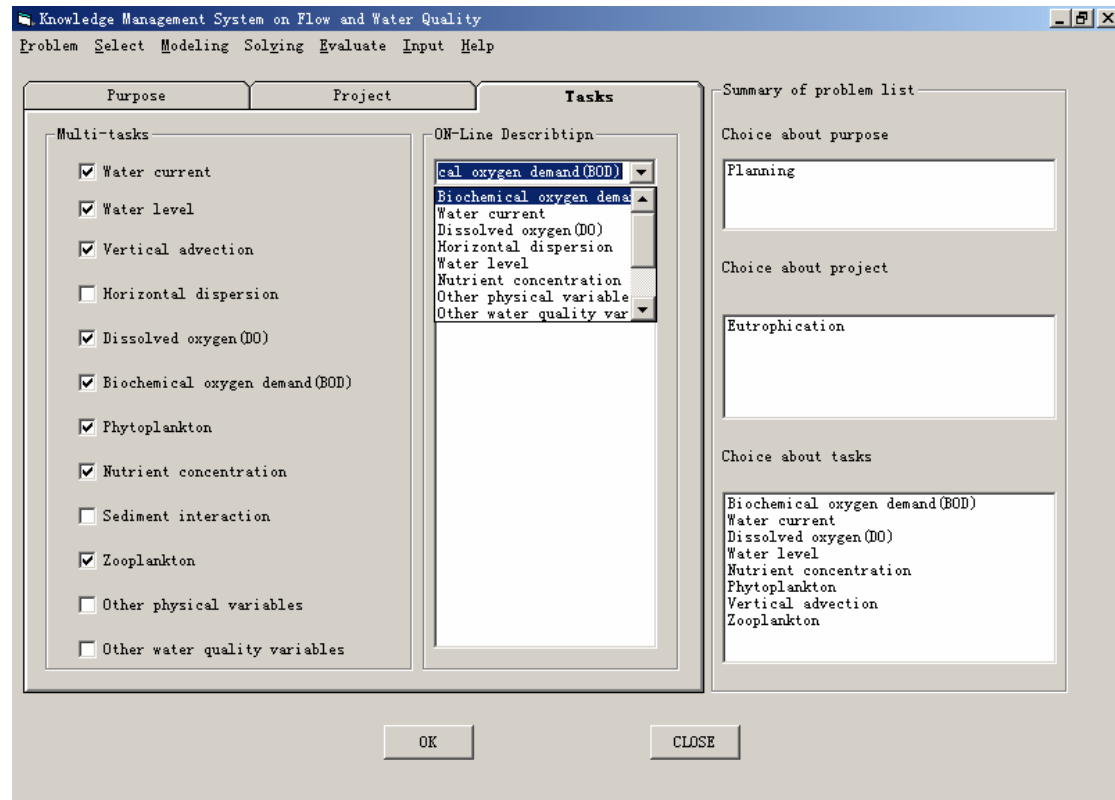 Knowledge Management System on Flow and Water Quality
Problem Select Modeling Solving Evaluate Input Help
Purpose Project Tasks
Multi-tasks
Water current
Water level
Vertical advection
Horizontal dispersion
Dissolved oxygen(DO)
Biochemical oxygen demand(BOD)
Phytoplankton
Nutrient concentration
Sediment interaction
Zooplankton
Other physical variables
Other water quality variables
ON-Line Describtipn
cal oxygen demand(BOD)
Biochemical oxygen dema
Water current
Dissolved oxygen(DO)
Horizontal dispersion
Water level
Nutrient concentration
Other physical variable
Other water quality var
Summary of problem list
Choice about purpose
Planning
Choice about project
Eutrophication
Choice about tasks
Biochemical oxygen demand(BOD)
Water current
Dissolved oxygen(DO)
Water level
Nutrient concentration
Phytoplankton
Vertical advection
Zooplankton
OK
CLOSE